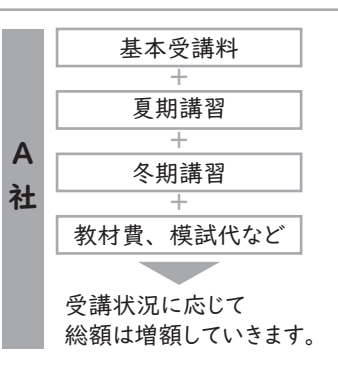 A社
基本受講料
+
夏期講習
+
冬期講習
+
教材費、模試代など
受講状況に応じて
総額は増額していきます。